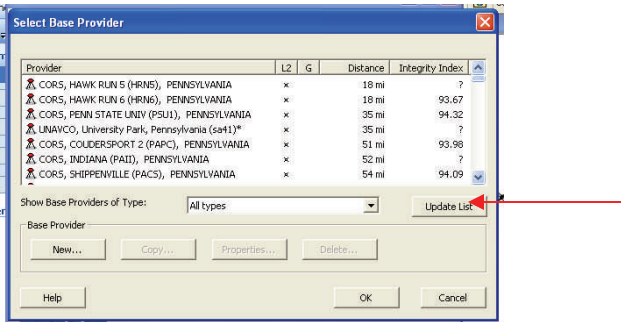 Select Base Provider
Provider L2 G Distance Integrity Index
CORS, HAWK RUN 5 (HRN5), PENNSYLVANIA × 18 mi ?
CORS, HAWK RUN 6 (HRN6), PENNSYLVANIA × 18 mi 93.67
CORS, PENN STATE UNIV (PSU1), PENNSYLVANIA × 35 mi 94.32
UNAVCO, University Park, Pennsylvania (sa41)* × 35 mi ?
CORS, COUDERSPORT 2 (PAPC), PENNSYLVANIA × 51 mi 93.98
CORS, INDIANA (PAII), PENNSYLVANIA × 52 mi ?
CORS, SHIPPENVILLE (PACS), PENNSYLVANIA × 54 mi 94.09
Show Base Providers of Type: All types Update List
Base Provider
New... Copy... Properties... Delete...
Help OK Cancel